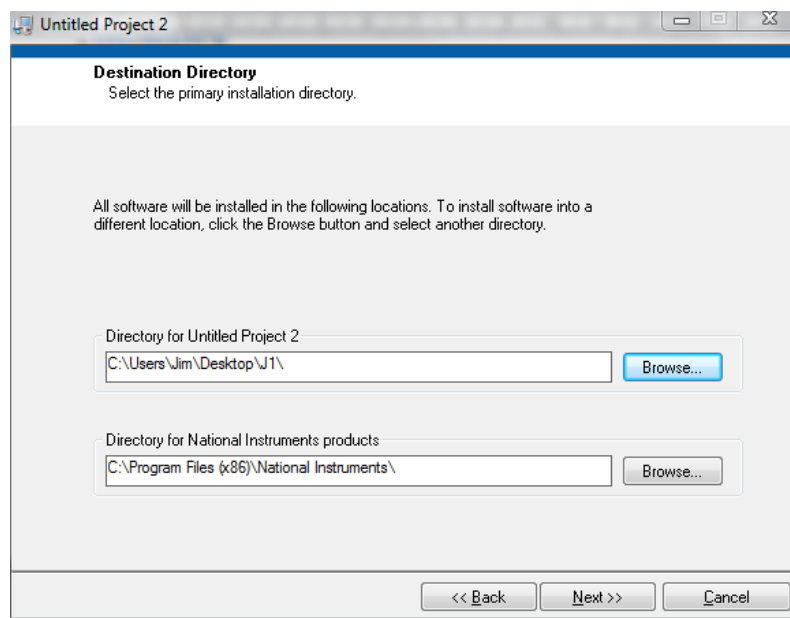 Untitled Project 2
Destination Directory
Select the primary installation directory.
All software will be installed in the following locations. To install software into a
different location, click the Browse button and select another directory.
Directory for Untitled Project 2
C:\Users\Jim\Desktop\J1\
Browse...
Directory for National Instruments products
C:\Program Files (x86)\National Instruments\
Browse...
<< Back
Next >>
Cancel